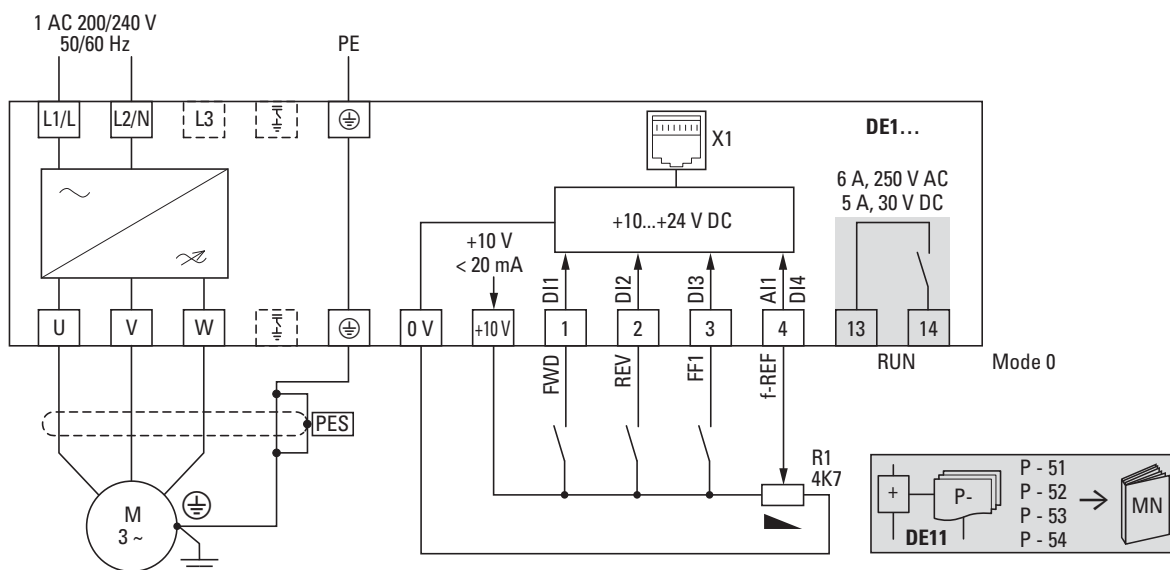 1 AC 200/240 V
50/60 Hz
PE
L1/L
L2/N
L3
DE1...
X1
6 A, 250 V AC
5 A, 30 V DC
+10...+24 V DC
+10 V
< 20 mA
DI1
DI2
DI3
AI1
DI4
U
V
W
0 V
+10 V
1
2
3
4
13
14
FWD
REV
FF1
f-REF
RUN
Mode 0
PES
R1
4K7
M
3 ~
+
P-
DE11
P - 51
P - 52
P - 53
P - 54
MN